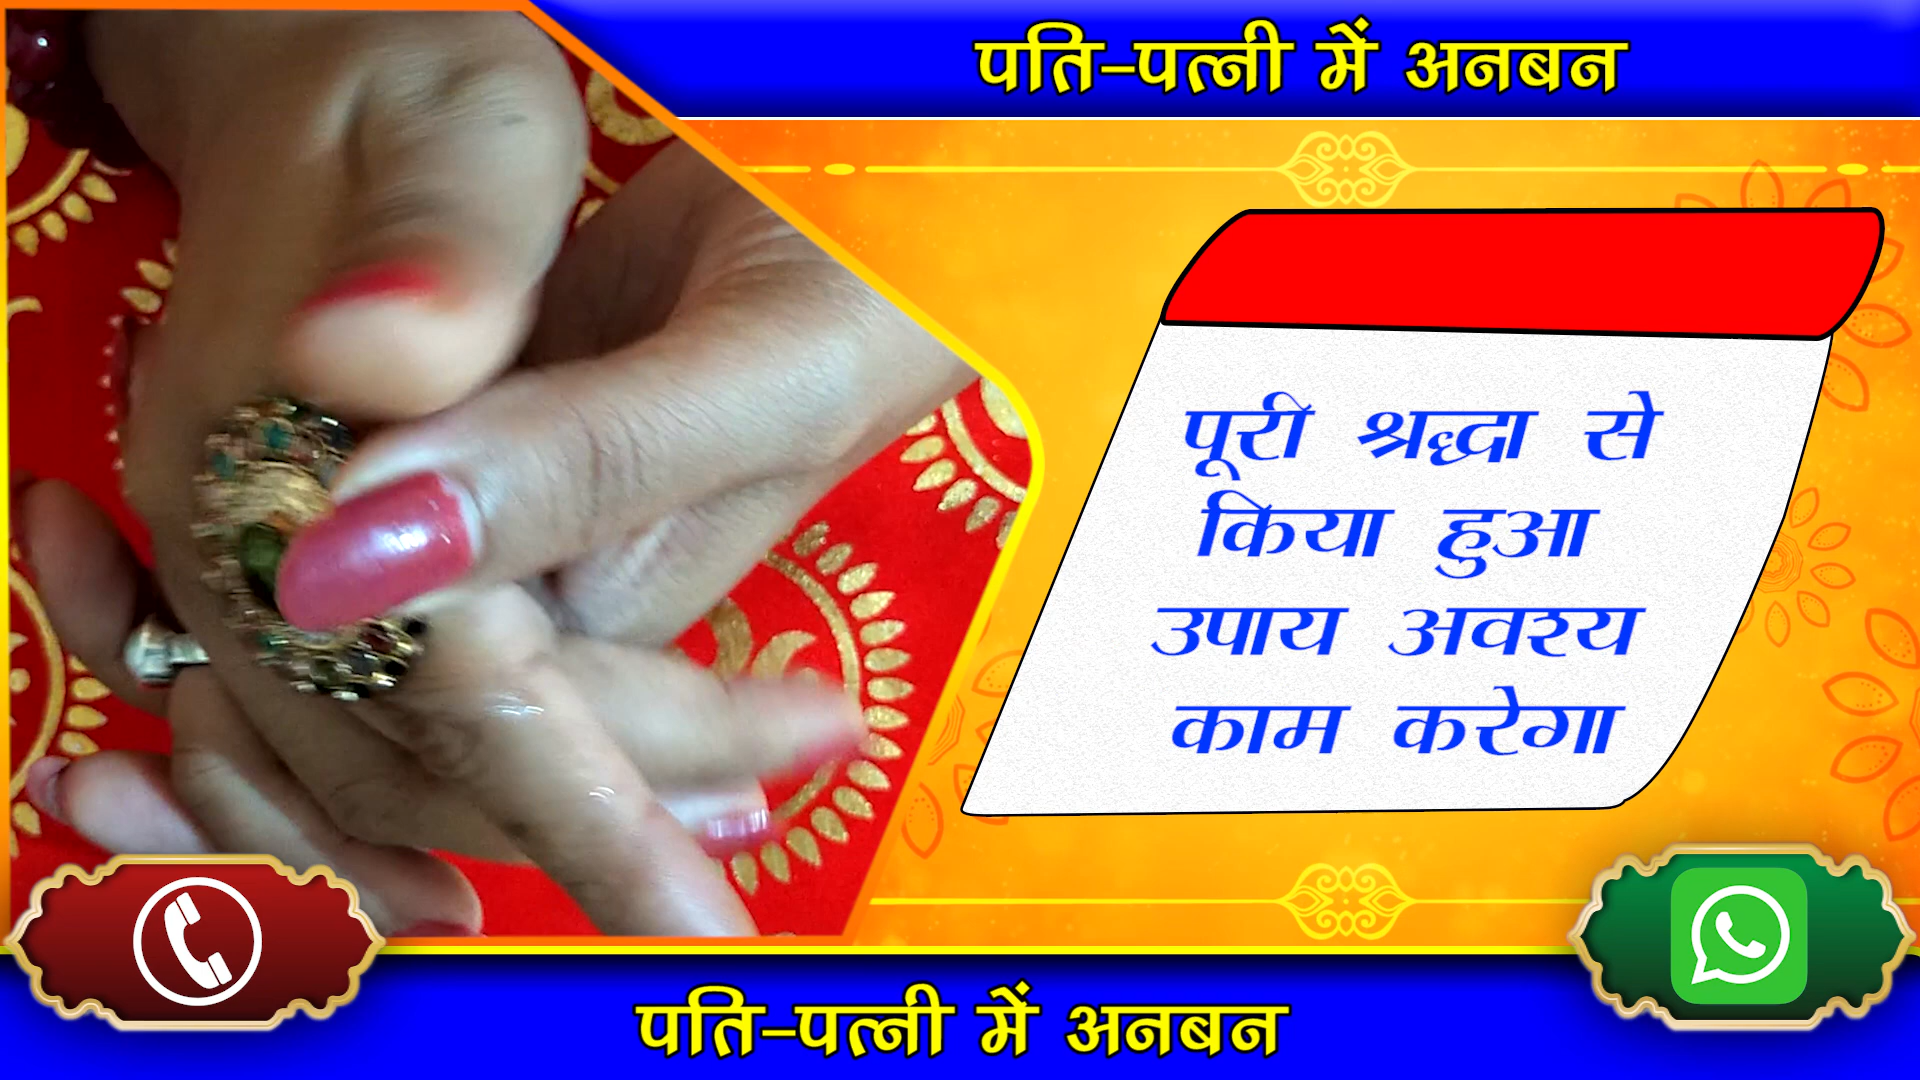 पति-पत्नी में अनबन
पूरी श्रद्धा से
किया हुआ
उपाय अवश्य
काम करेगा
पति-पत्नी में अनबन